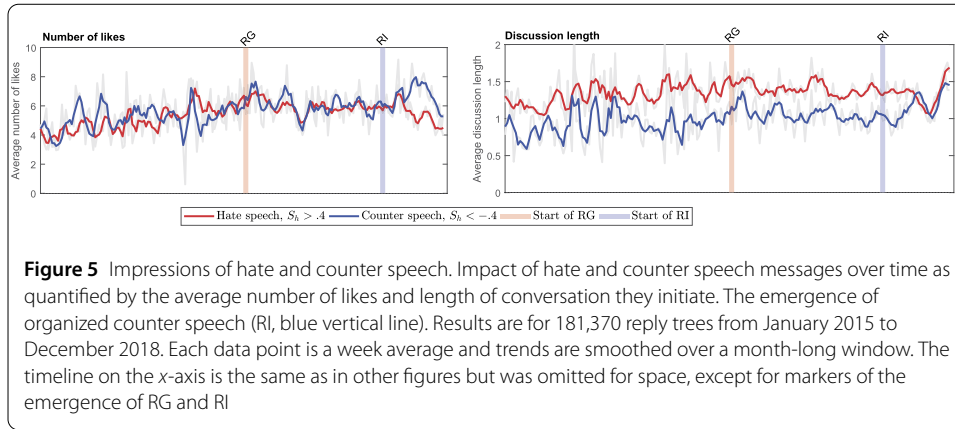 Number of likes
RG
RI
Average number of likes
10
8
6
4
2
0
Discussion length
RG
RI
Average discussion length
2
1.5
1
0.5
0
Hate speech, S_h > .4 Counter speech, S_h < −.4 Start of RG Start of RI
Figure 5 Impressions of hate and counter speech. Impact of hate and counter speech messages over time as
quantified by the average number of likes and length of conversation they initiate. The emergence of
organized counter speech (RI, blue vertical line). Results are for 181,370 reply trees from January 2015 to
December 2018. Each data point is a week average and trends are smoothed over a month-long window. The
timeline on the x-axis is the same as in other figures but was omitted for space, except for markers of the
emergence of RG and RI